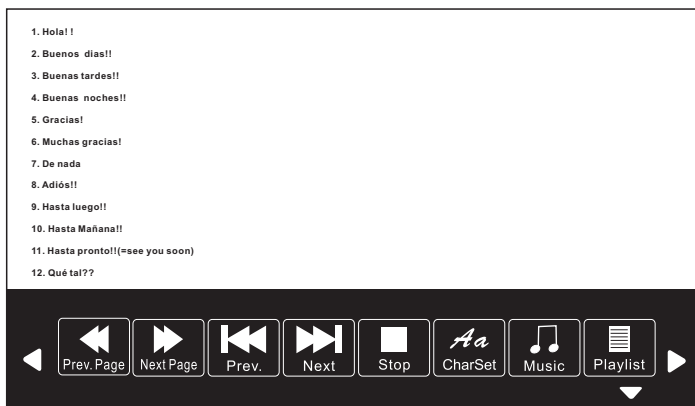 1. Hola! !
2. Buenos dias!!
3. Buenas tardes!!
4. Buenas noches!!
5. Gracias!
6. Muchas gracias!
7. De nada
8. Adiós!!
9. Hasta luego!!
10. Hasta Mañana!!
11. Hasta pronto!!(=see you soon)
12. Qué tal??
Aa
Prev. Page Next Page Prev. Next Stop CharSet Music Playlist